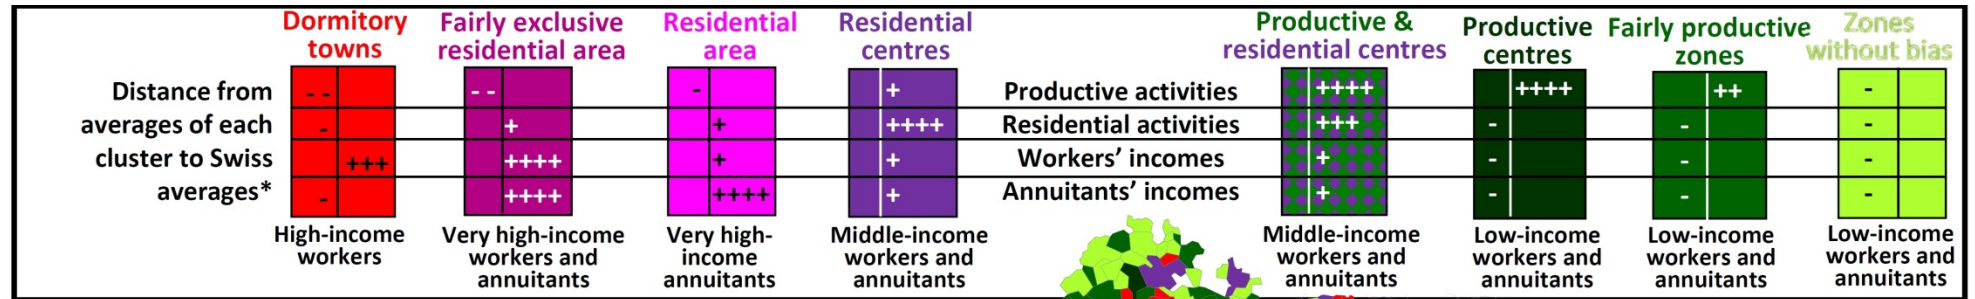 Dormitory
towns
Fairly exclusive
residential area
Residential
area
Residential
centres
Productive &
residential centres
Productive
centres
Fairly productive
zones
Zones
without bias
Distance from
averages of each
cluster to Swiss
averages*
Productive activities
Residential activities
Workers' incomes
Annuitants' incomes
- - - - - + ++++ ++++ ++ -
- + + ++++ +++ - - -
+++ ++++ + + + - - -
- ++++ ++++ + + - - -
High-income
workers
Very high-income
workers and
annuitants
Very high-
income
annuitants
Middle-income
workers and
annuitants
Middle-income
workers and
annuitants
Low-income
workers and
annuitants
Low-income
workers and
annuitants
Low-income
workers and
annuitants